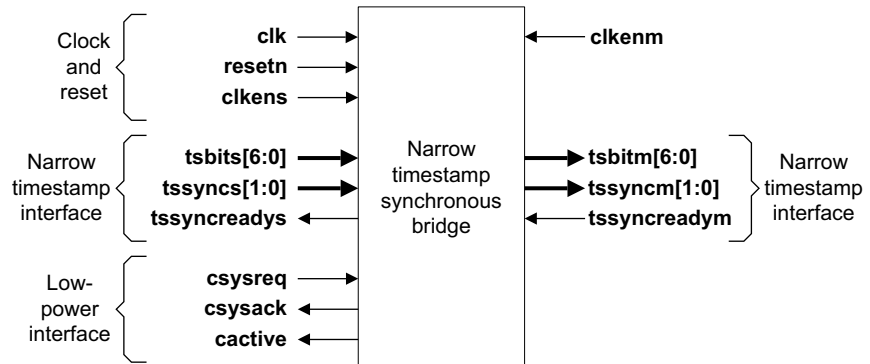 Clock
and
reset
clk
resetn
clkens
clkenm
Narrow
timestamp
interface
tsbits[6:0]
tssyncs[1:0]
tssyncreadys
Narrow
timestamp
synchronous
bridge
tsbitm[6:0]
tssyncm[1:0]
tssyncreadym
Narrow
timestamp
interface
Low-
power
interface
csysreq
csysack
cactive